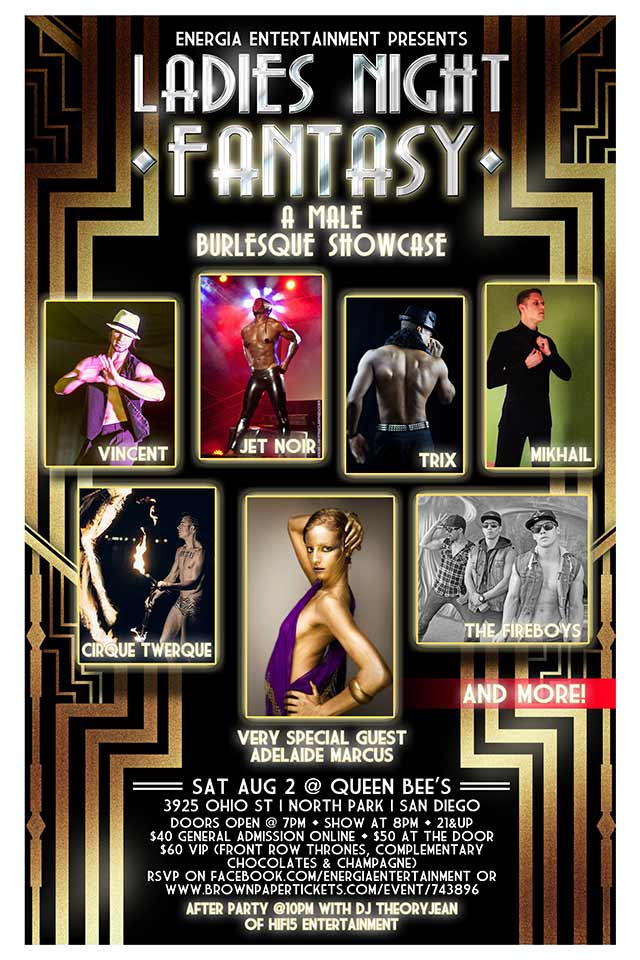 ENERGIA ENTERTAINMENT PRESENTS
LADIES NIGHT
FANTASY
A MALE
BURLESQUE SHOWCASE
VINCENT
JET NOIR
TRIX
MIKHAIL
CIRQUE TWERQUE
THE FIREBOYS
AND MORE!
VERY SPECIAL GUEST
ADELAIDE MARCUS
SAT AUG 2 @ QUEEN BEE'S
3925 OHIO ST | NORTH PARK | SAN DIEGO
DOORS OPEN @ 7PM • SHOW AT 8PM • 21&UP
$40 GENERAL ADMISSION ONLINE • $50 AT THE DOOR
$60 VIP (FRONT ROW THRONES, COMPLEMENTARY
CHOCOLATES & CHAMPAGNE)
RSVP ON FACEBOOK.COM/ENERGIAENTERTAINMENT OR
WWW.BROWNPAPERTICKETS.COM/EVENT/743896
AFTER PARTY @10PM WITH DJ THEORYJEAN
OF HIFI5 ENTERTAINMENT